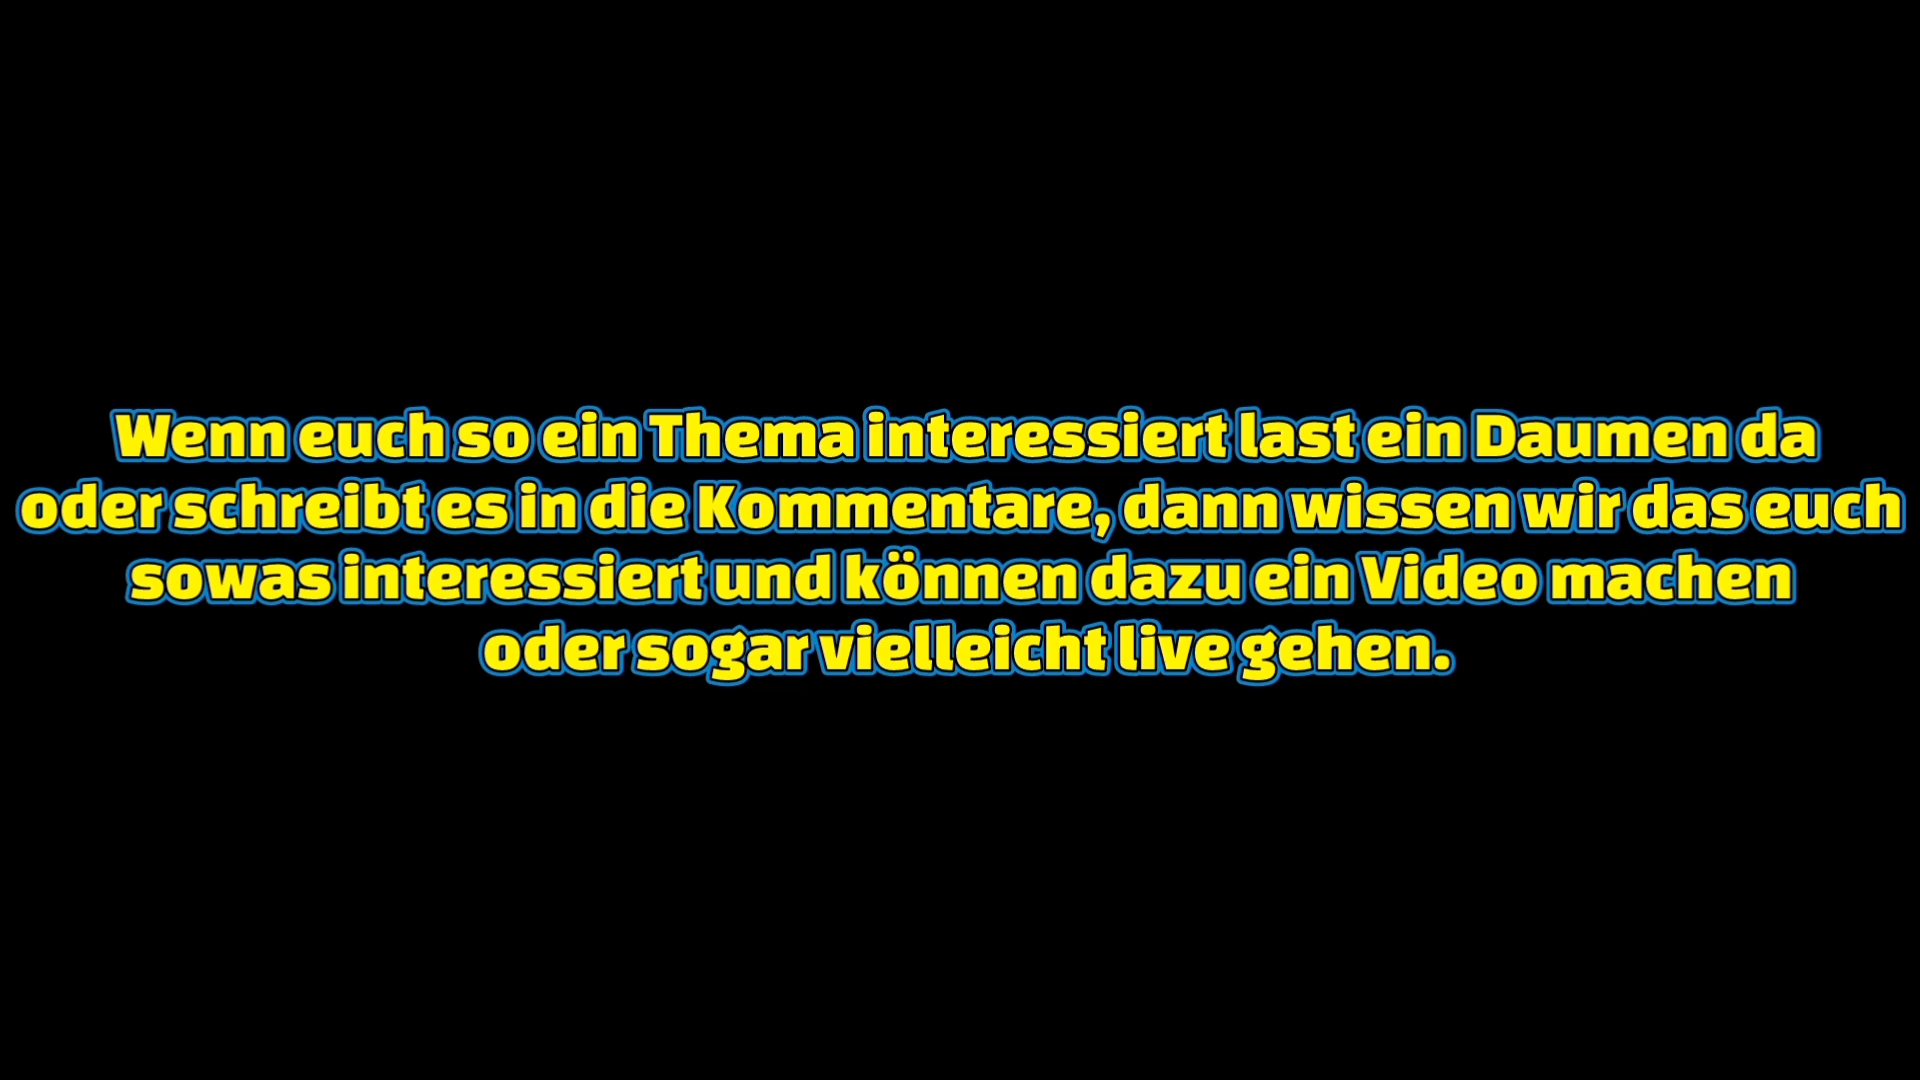 Wenn euch so ein Thema interessiert last ein Daumen da
oder schreibt es in die Kommentare, dann wissen wir das euch
sowas interessiert und können dazu ein Video machen
oder sogar vielleicht live gehen.